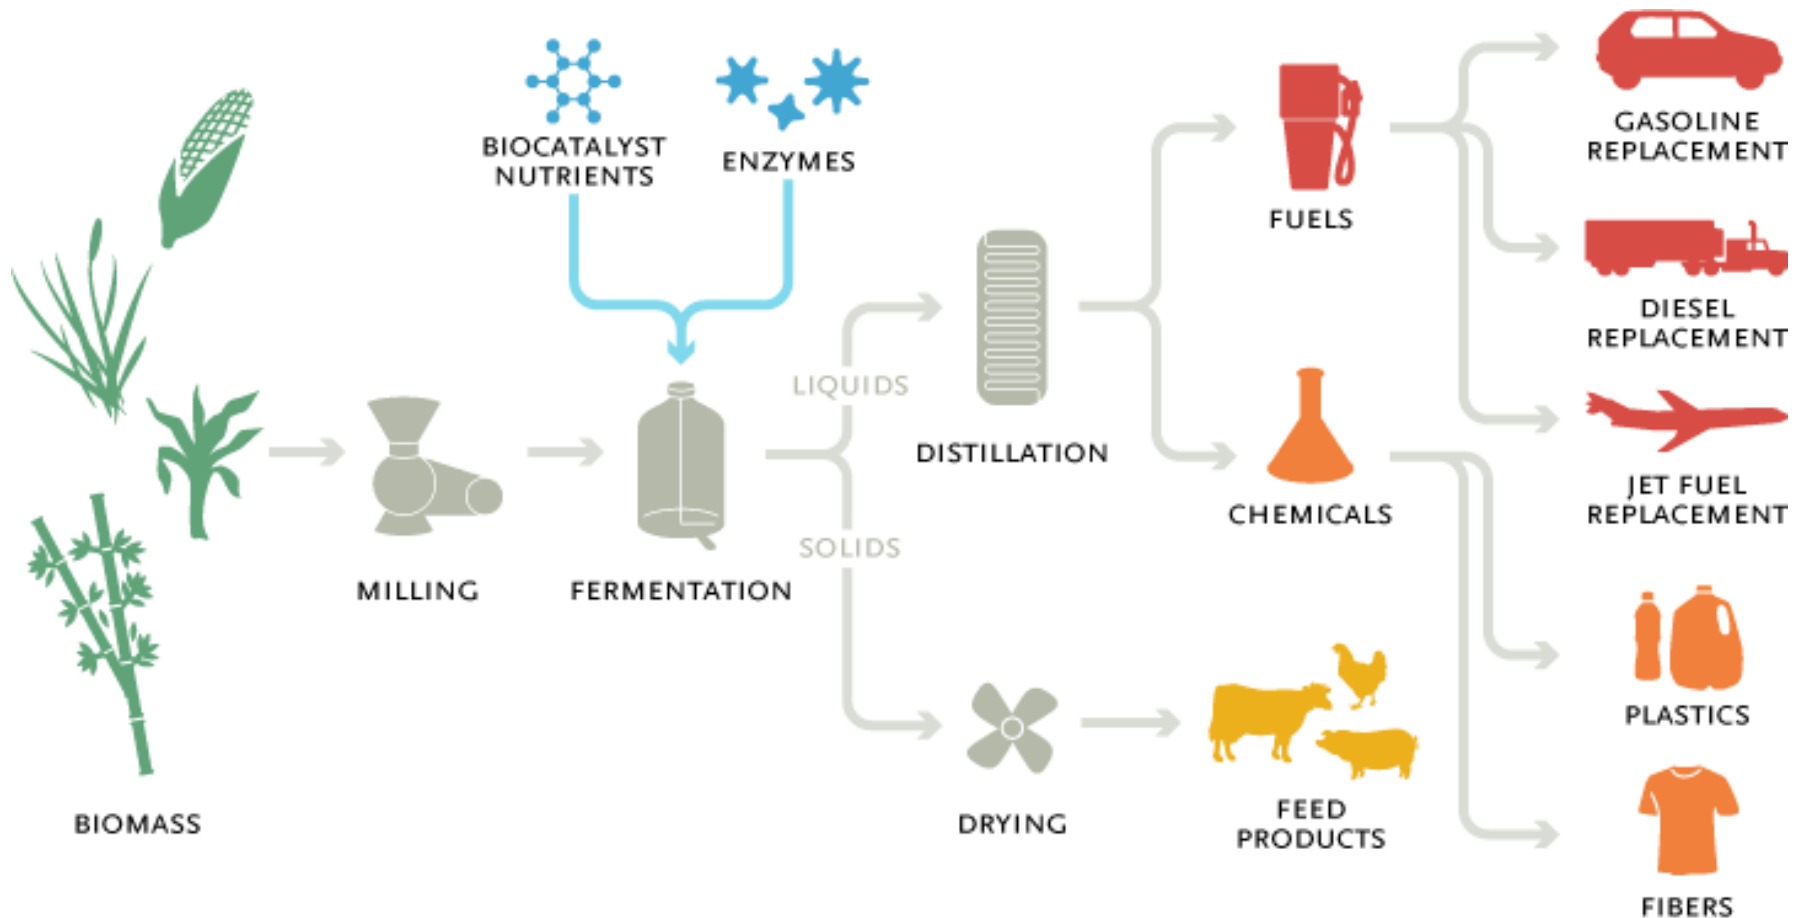 BIOCATALYST
NUTRIENTS
ENZYMES
GASOLINE
REPLACEMENT
FUELS
DIESEL
REPLACEMENT
LIQUIDS
DISTILLATION
CHEMICALS
JET FUEL
REPLACEMENT
SOLIDS
MILLING
FERMENTATION
PLASTICS
BIOMASS
DRYING
FEED
PRODUCTS
FIBERS